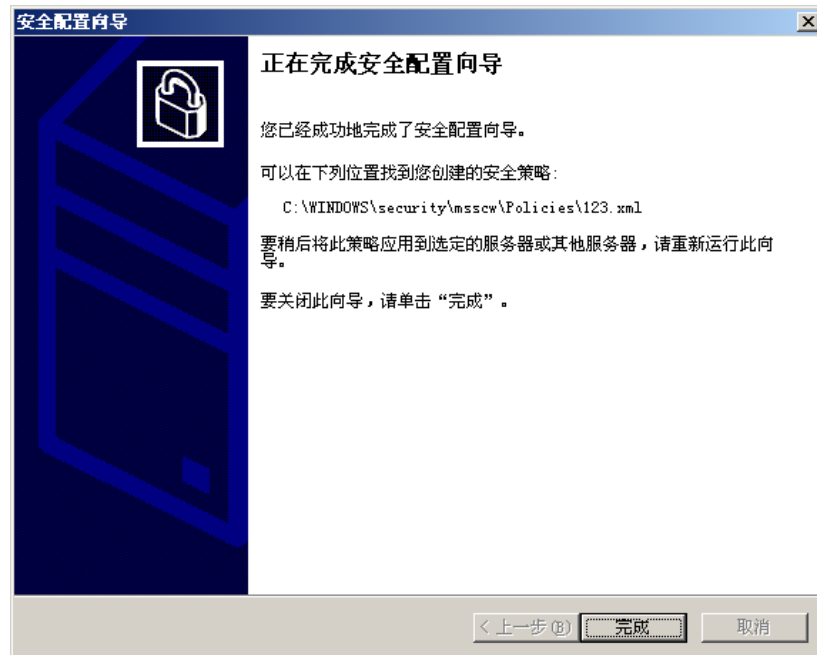 安全配置向导
正在完成安全配置向导
您已经成功地完成了安全配置向导。
可以在下列位置找到您创建的安全策略:
C:\WINDOWS\security\msscw\Policies\123.xml
要稍后将此策略应用到选定的服务器或其他服务器，请重新运行此向
导。
要关闭此向导，请单击“完成”。
< 上一步(B)
完成
取消